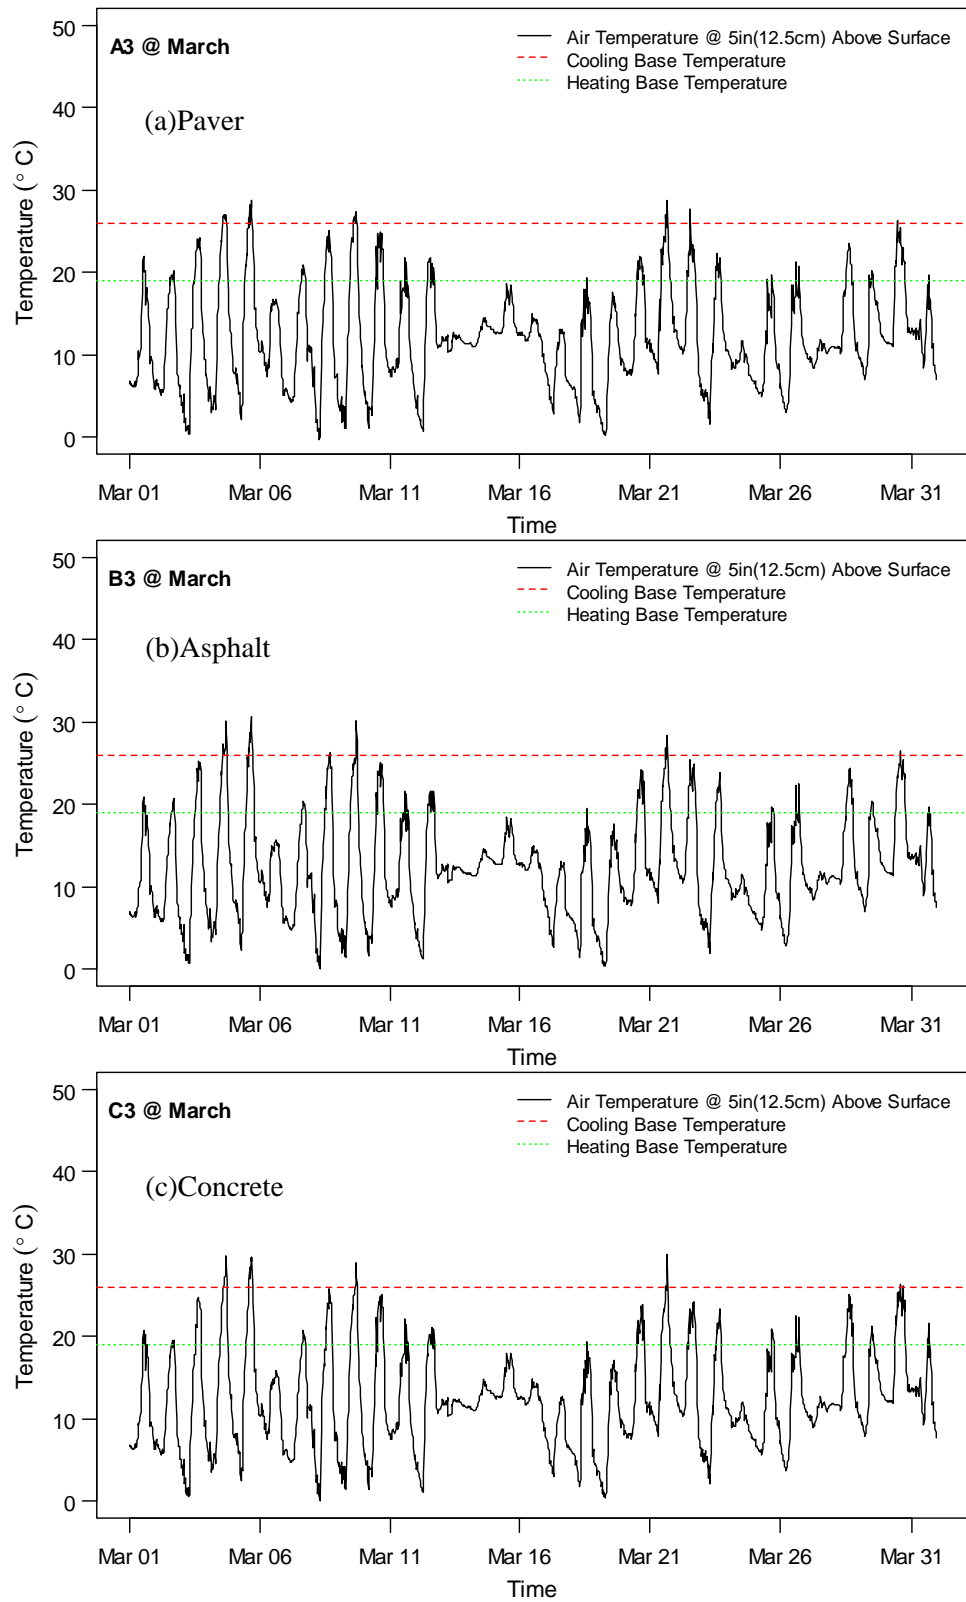 A3 @ March
Air Temperature @ 5in(12.5cm) Above Surface
Cooling Base Temperature
Heating Base Temperature
(a)Paver
Temperature (° C)
50
40
30
20
10
0
Mar 01 Mar 06 Mar 11 Mar 16 Mar 21 Mar 26 Mar 31
Time
B3 @ March
Air Temperature @ 5in(12.5cm) Above Surface
Cooling Base Temperature
Heating Base Temperature
(b)Asphalt
Temperature (° C)
50
40
30
20
10
0
Mar 01 Mar 06 Mar 11 Mar 16 Mar 21 Mar 26 Mar 31
Time
C3 @ March
Air Temperature @ 5in(12.5cm) Above Surface
Cooling Base Temperature
Heating Base Temperature
(c)Concrete
Temperature (° C)
50
40
30
20
10
0
Mar 01 Mar 06 Mar 11 Mar 16 Mar 21 Mar 26 Mar 31
Time